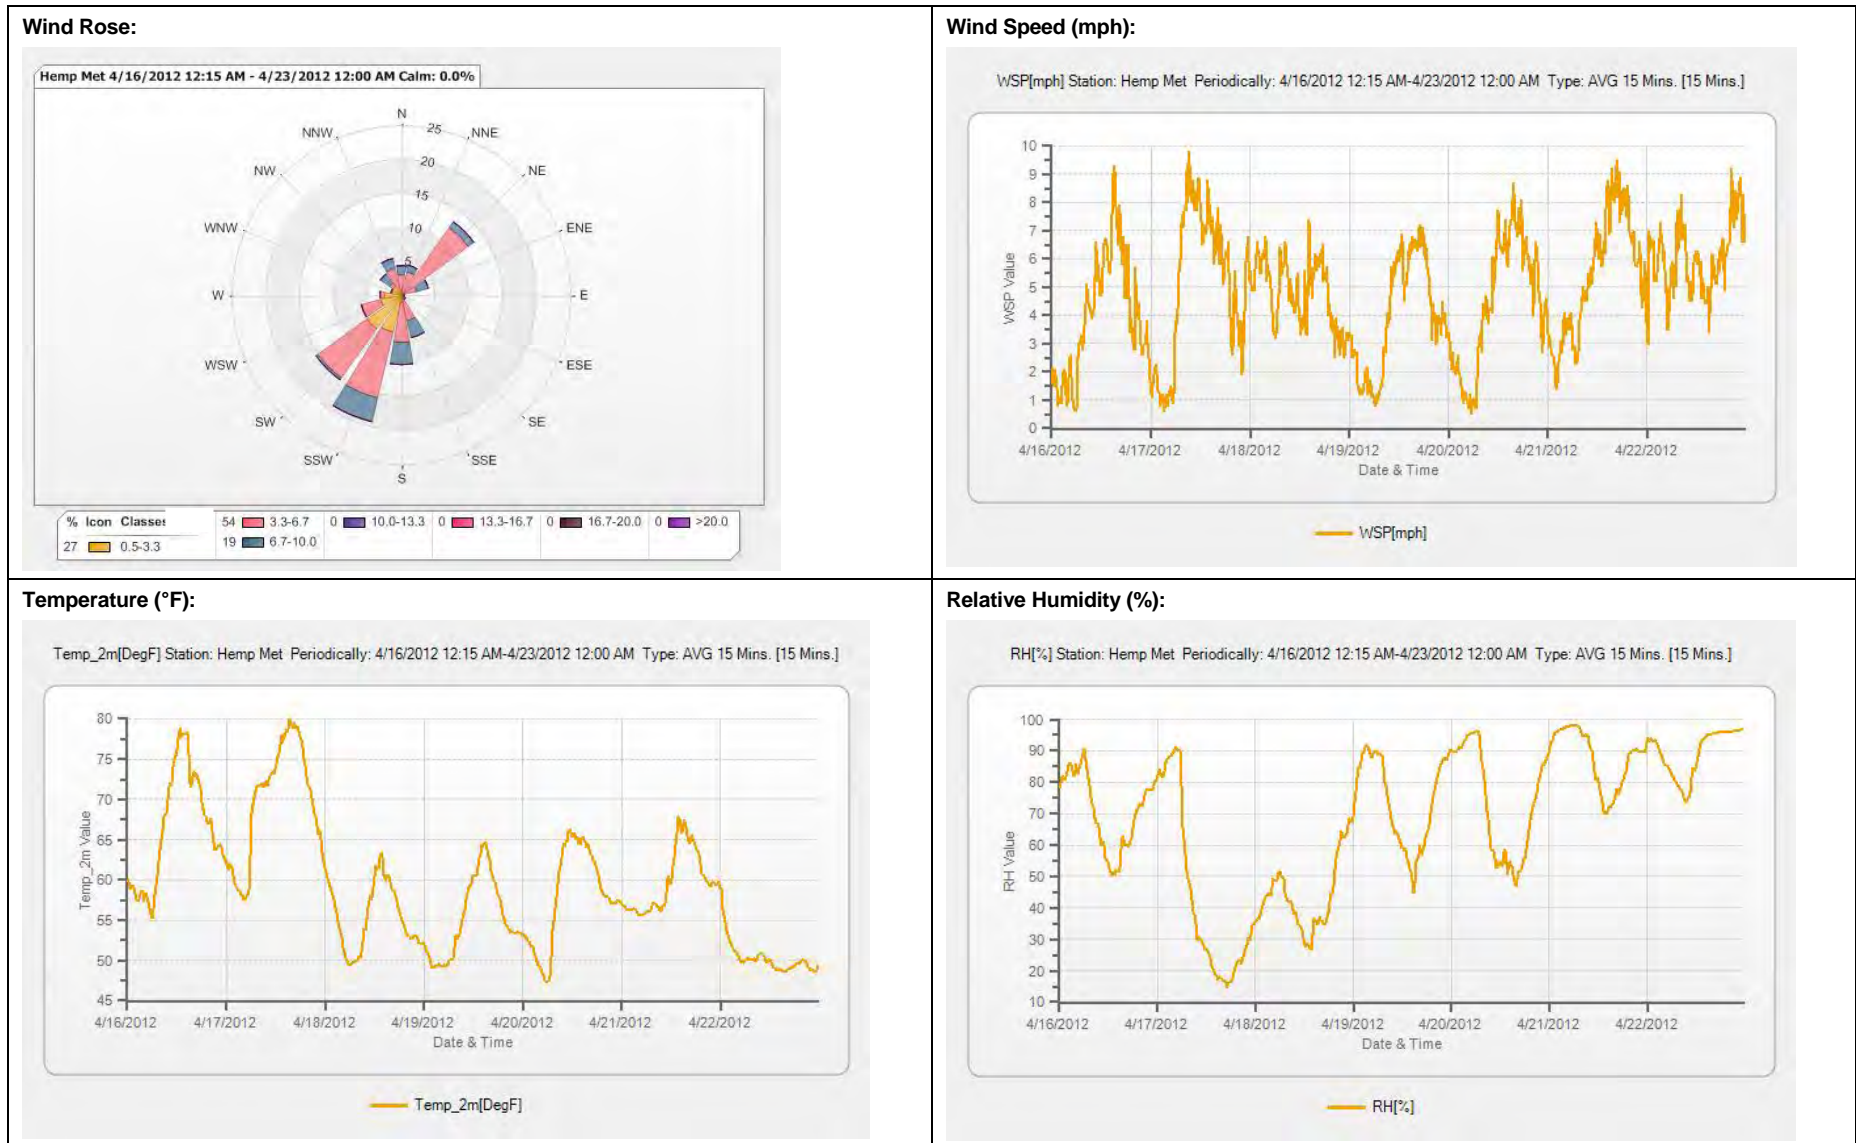 Wind Rose:
Hemp Met 4/16/2012 12:15 AM - 4/23/2012 12:00 AM Calm: 0.0%
N
NNW
25
NNE
20
NW
NE
15
WNW
10
ENE
5
W
E
WSW
ESE
SW
SE
SSW
SSE
S
% Icon Classes
54 3.3-6.7
0 10.0-13.3
0 13.3-16.7
0 16.7-20.0
0 >20.0
27 0.5-3.3
19 6.7-10.0
Wind Speed (mph):
WSP[mph] Station: Hemp Met Periodically: 4/16/2012 12:15 AM-4/23/2012 12:00 AM Type: AVG 15 Mins. [15 Mins.]
10
9
8
7
6
5
4
3
2
1
0
WSP Value
4/16/2012 4/17/2012 4/18/2012 4/19/2012 4/20/2012 4/21/2012 4/22/2012
Date & Time
WSP[mph]
Temperature (°F):
Temp_2m[DegF] Station: Hemp Met Periodically: 4/16/2012 12:15 AM-4/23/2012 12:00 AM Type: AVG 15 Mins. [15 Mins.]
80
75
70
65
60
55
50
45
Temp_2m Value
4/16/2012 4/17/2012 4/18/2012 4/19/2012 4/20/2012 4/21/2012 4/22/2012
Date & Time
Temp_2m[DegF]
Relative Humidity (%):
RH[%] Station: Hemp Met Periodically: 4/16/2012 12:15 AM-4/23/2012 12:00 AM Type: AVG 15 Mins. [15 Mins.]
100
90
80
70
60
50
40
30
20
10
RH Value
4/16/2012 4/17/2012 4/18/2012 4/19/2012 4/20/2012 4/21/2012 4/22/2012
Date & Time
RH[%]